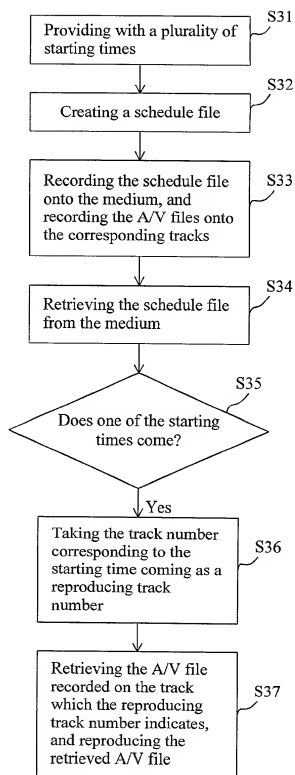 S31
Providing with a plurality of
starting times
S32
Creating a schedule file
S33
Recording the schedule file
onto the medium, and
recording the A/V files onto
the corresponding tracks
S34
Retrieving the schedule file
from the medium
S35
Does one of the starting
times come?
Yes
S36
Taking the track number
corresponding to the
starting time coming as a
reproducing track
number
S37
Retrieving the A/V file
recorded on the track
which the reproducing
track number indicates,
and reproducing the
retrieved A/V file